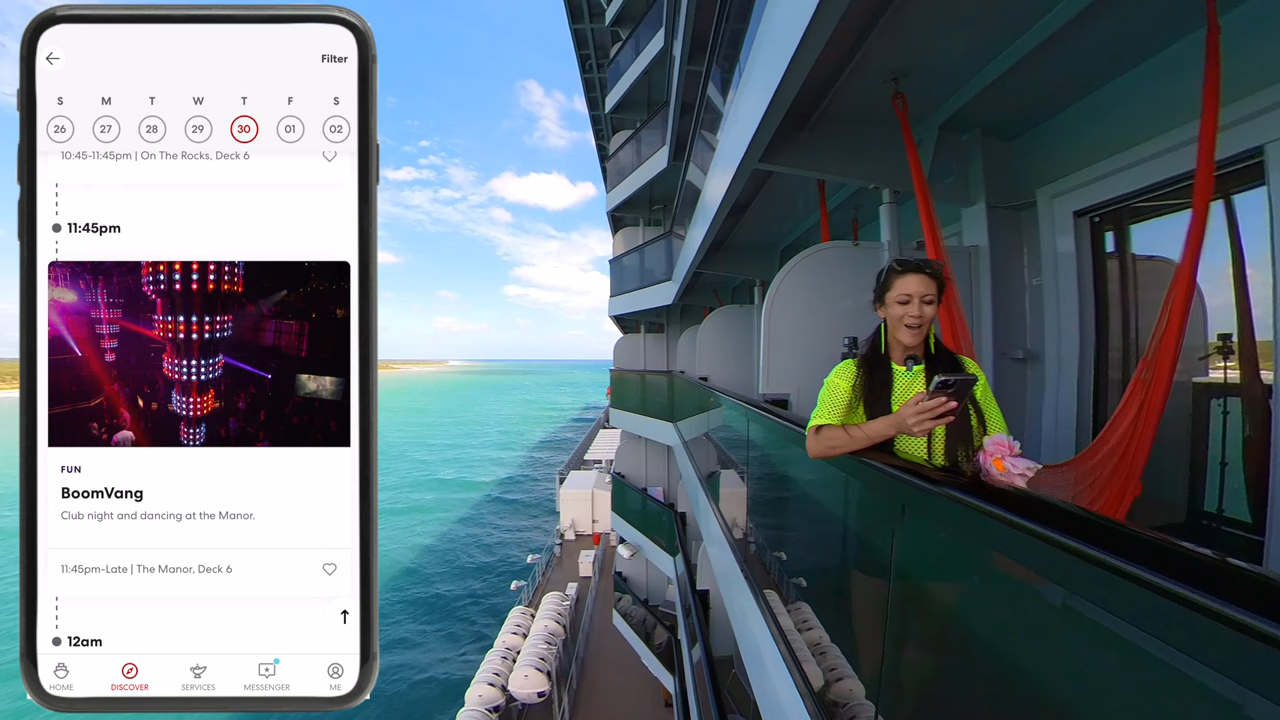 Filter
S M T W T F S
26 27 28 29 30 01 02
10:45-11:45pm | On The Rocks, Deck 6
11:45pm
FUN
BoomVang
Club night and dancing at the Manor.
11:45pm-Late | The Manor, Deck 6
12am
HOME DISCOVER SERVICES MESSENGER ME